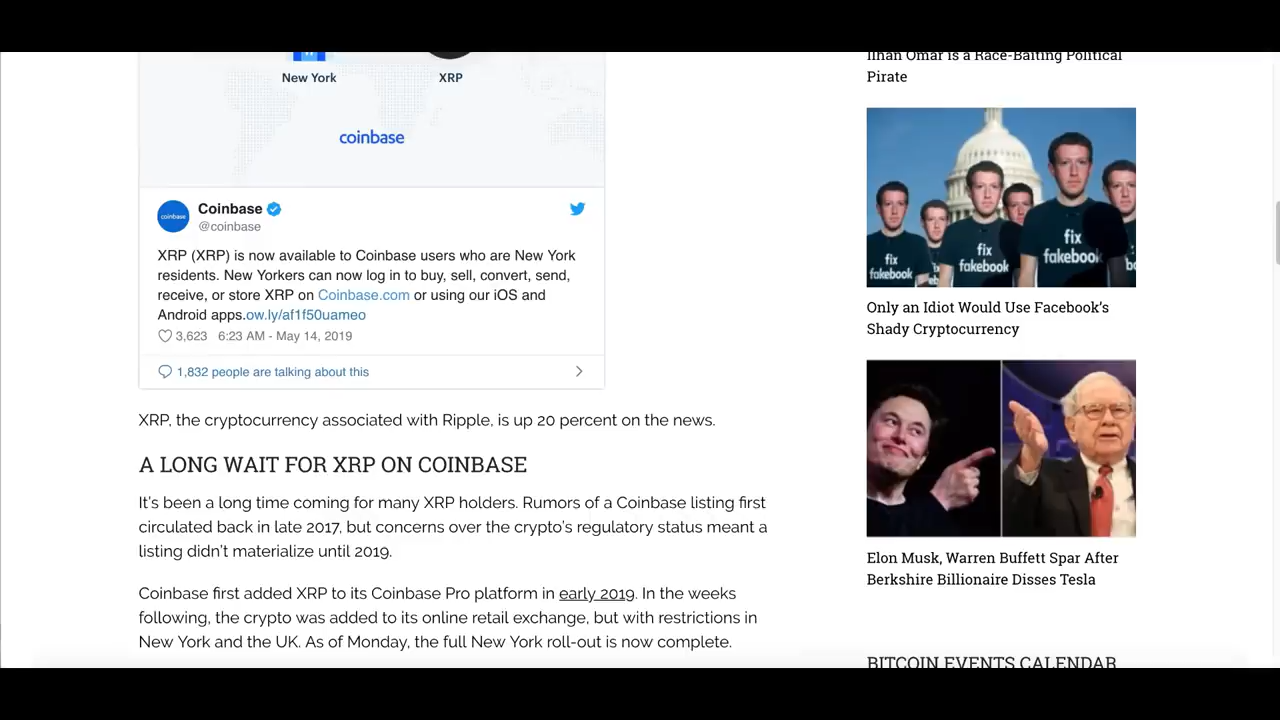 New York
XRP
coinbase
coinbase
Coinbase
@coinbase
XRP (XRP) is now available to Coinbase users who are New York
residents. New Yorkers can now log in to buy, sell, convert, send,
receive, or store XRP on Coinbase.com or using our iOS and
Android apps.ow.ly/af1f50uameo
3,623 6:23 AM - May 14, 2019
1,832 people are talking about this
XRP, the cryptocurrency associated with Ripple, is up 20 percent on the news.
A LONG WAIT FOR XRP ON COINBASE
It's been a long time coming for many XRP holders. Rumors of a Coinbase listing first
circulated back in late 2017, but concerns over the crypto's regulatory status meant a
listing didn't materialize until 2019.
Coinbase first added XRP to its Coinbase Pro platform in early 2019. In the weeks
following, the crypto was added to its online retail exchange, but with restrictions in
New York and the UK. As of Monday, the full New York roll-out is now complete.
Ilhan Omar is a Race-Baiting Political
Pirate
fix
fakebook
fix
fakebook
fix
fakebook
Only an Idiot Would Use Facebook's
Shady Cryptocurrency
Elon Musk, Warren Buffett Spar After
Berkshire Billionaire Disses Tesla
BITCOIN EVENTS CALENDAR